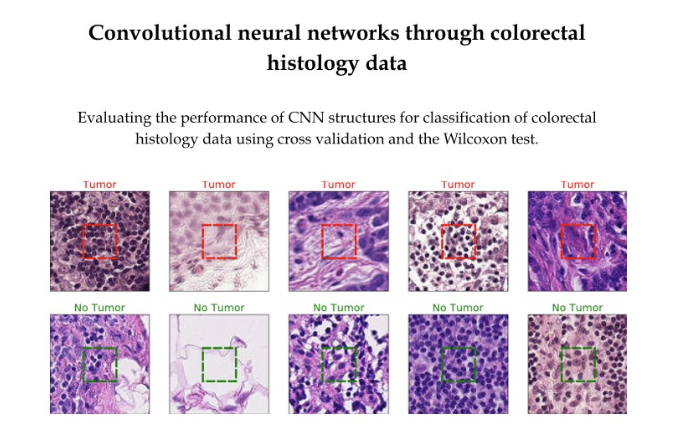 Convolutional neural networks through colorectal
histology data
Evaluating the performance of CNN structures for classification of colorectal
histology data using cross validation and the Wilcoxon test.
Tumor Tumor Tumor Tumor Tumor
No Tumor No Tumor No Tumor No Tumor No Tumor